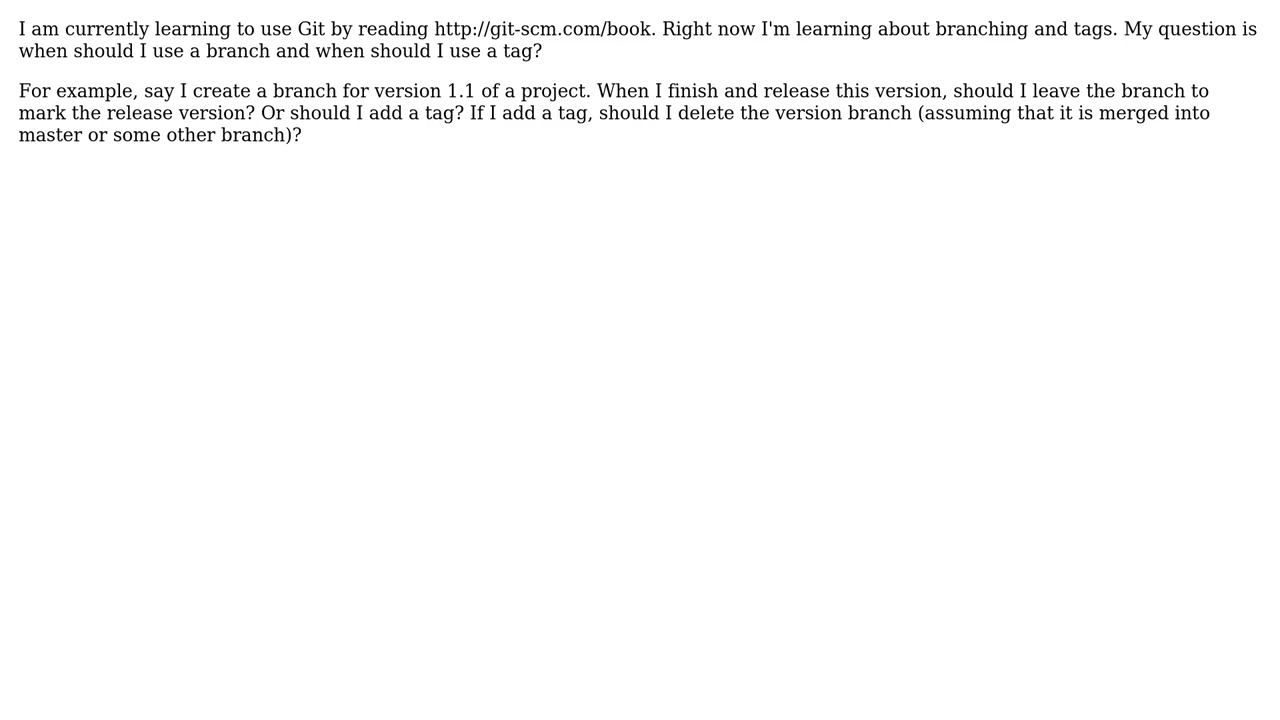 I am currently learning to use Git by reading http://git-scm.com/book. Right now I'm learning about branching and tags. My question is
when should I use a branch and when should I use a tag?
For example, say I create a branch for version 1.1 of a project. When I finish and release this version, should I leave the branch to
mark the release version? Or should I add a tag? If I add a tag, should I delete the version branch (assuming that it is merged into
master or some other branch)?